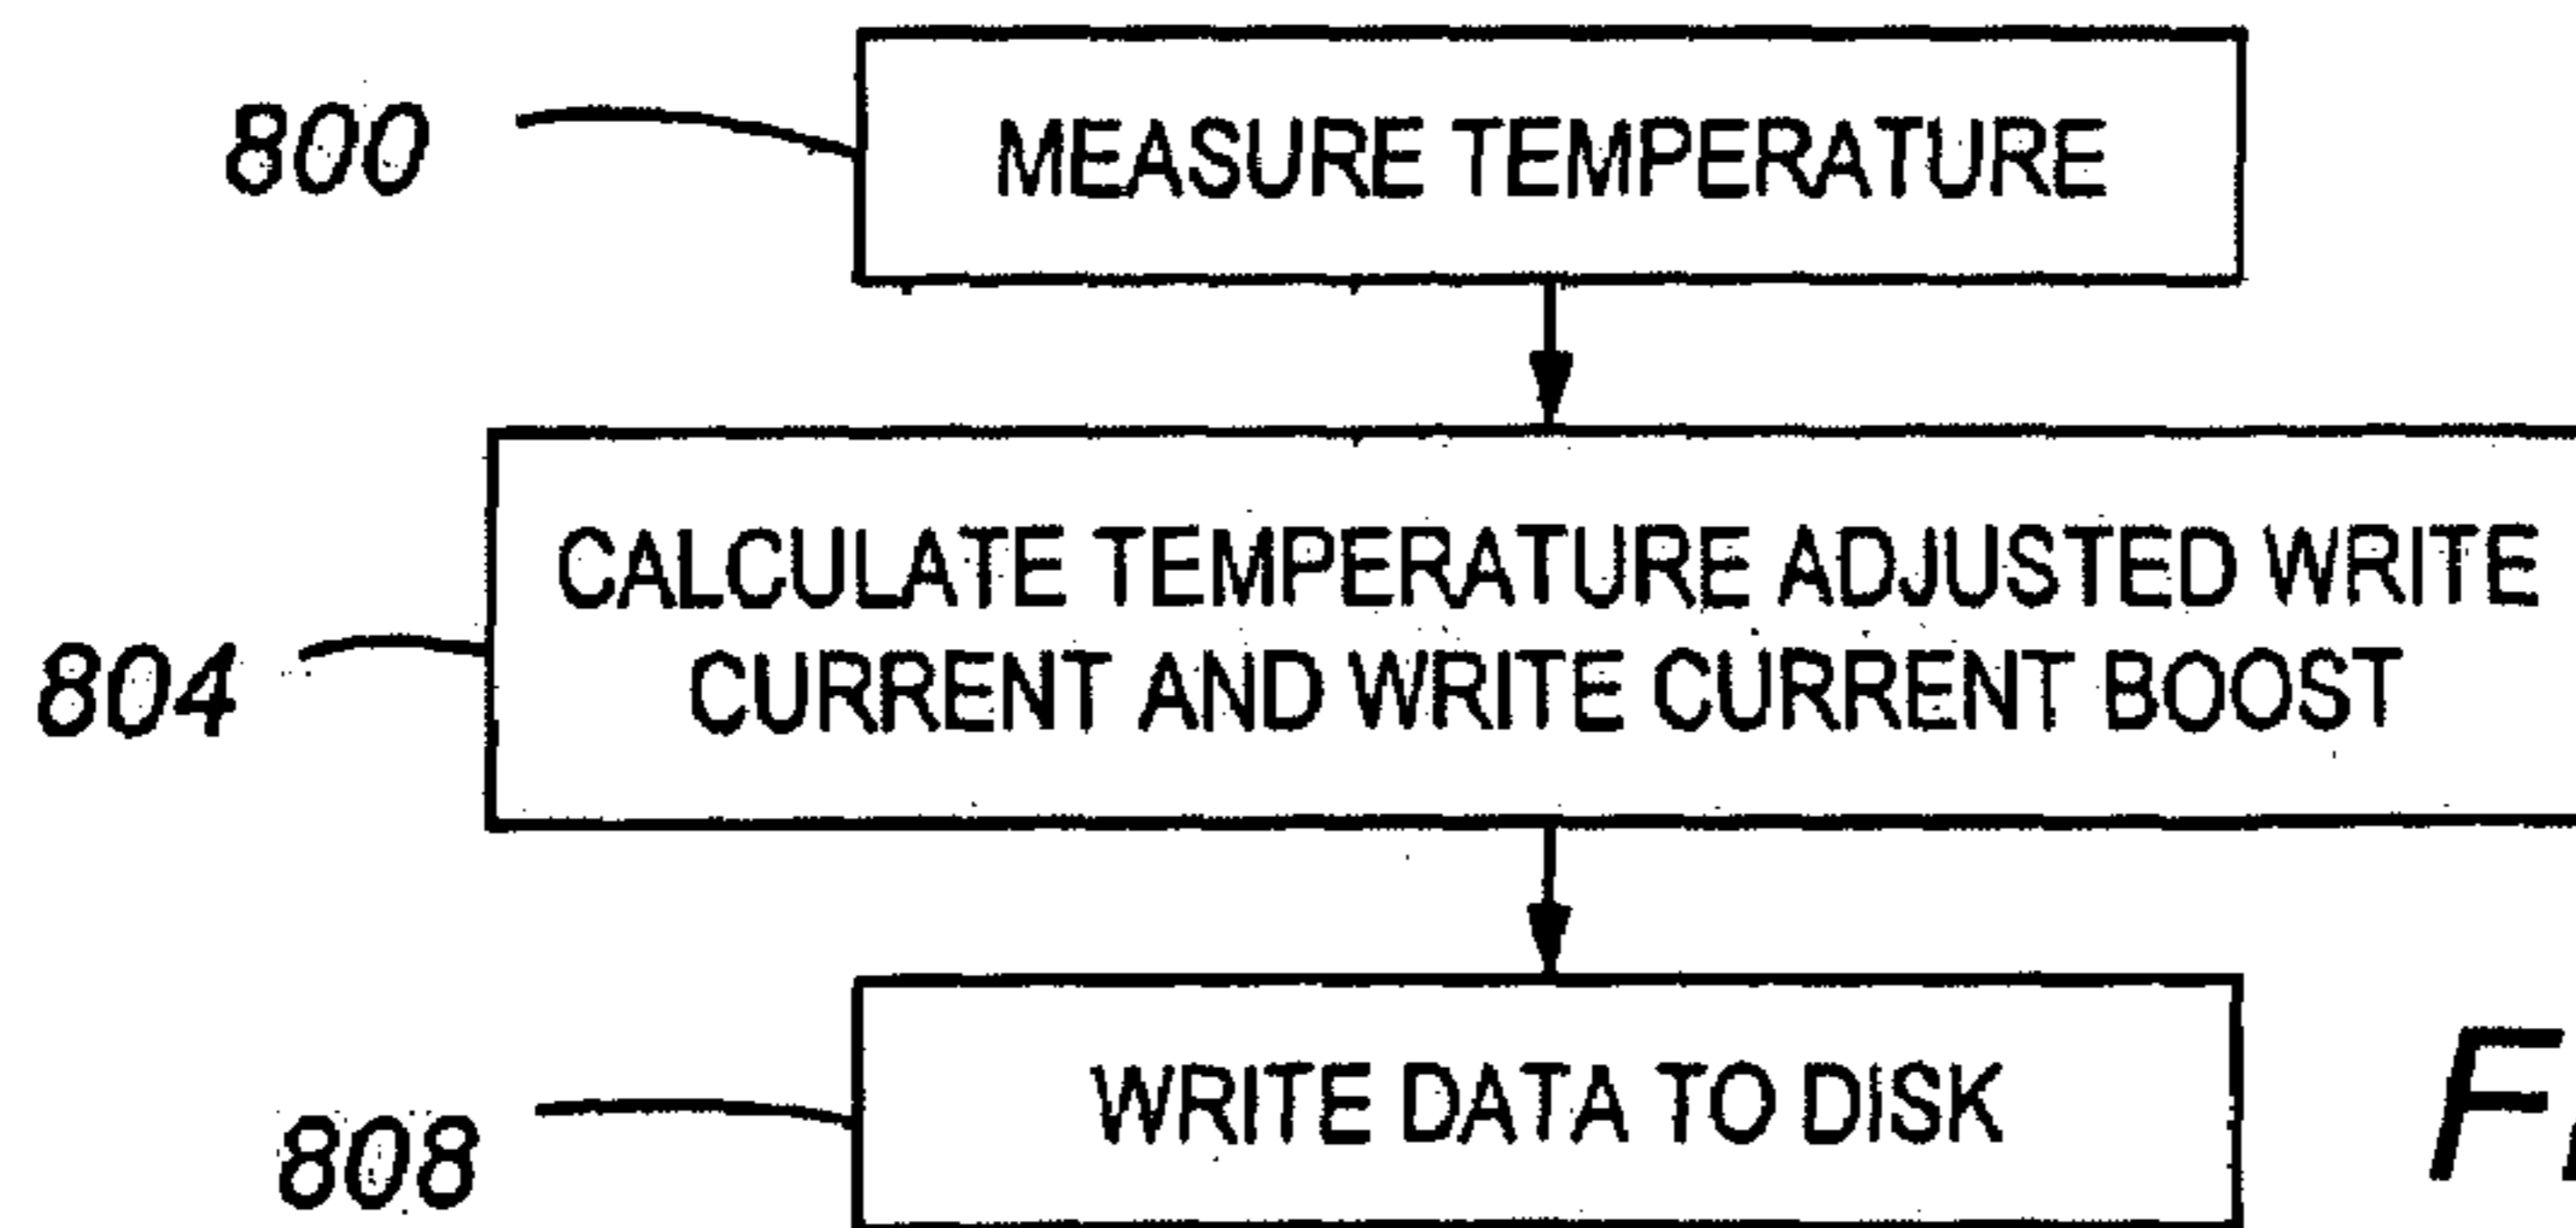 800
MEASURE TEMPERATURE
804
CALCULATE TEMPERATURE ADJUSTED WRITE
CURRENT AND WRITE CURRENT BOOST
808
WRITE DATA TO DISK